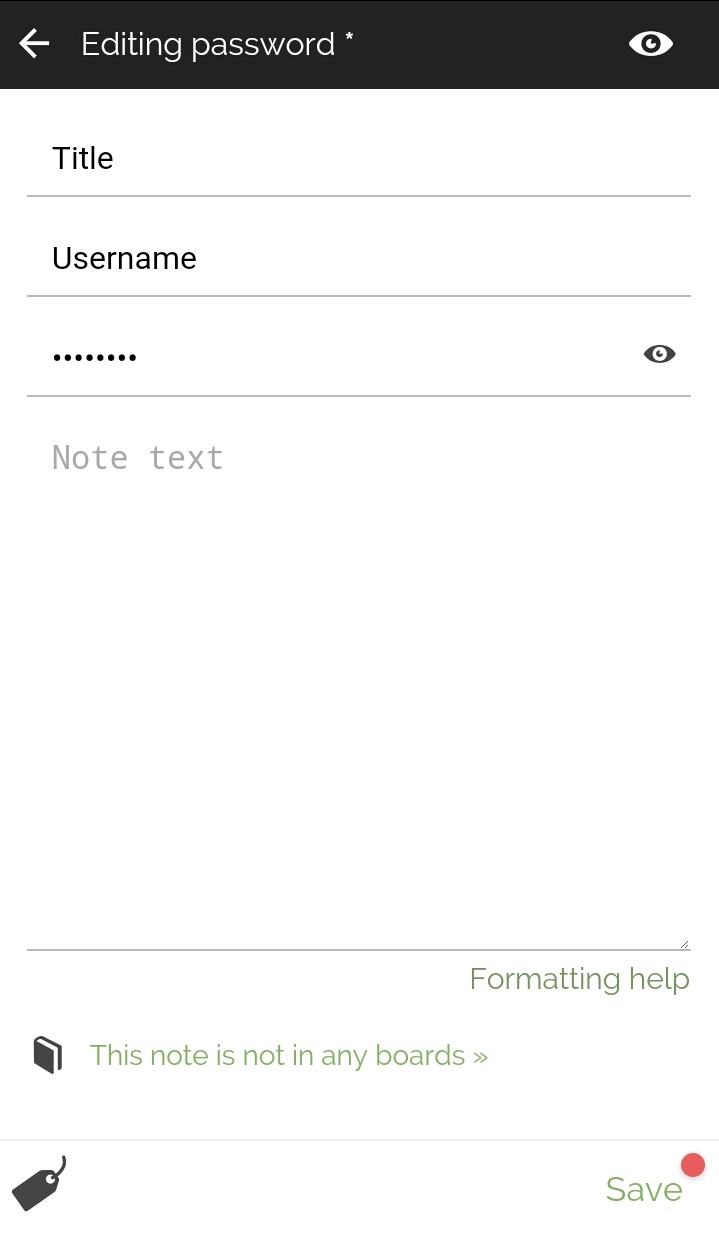 Editing password *
Title
Username
••••••••
Note text
Formatting help
This note is not in any boards »
Save